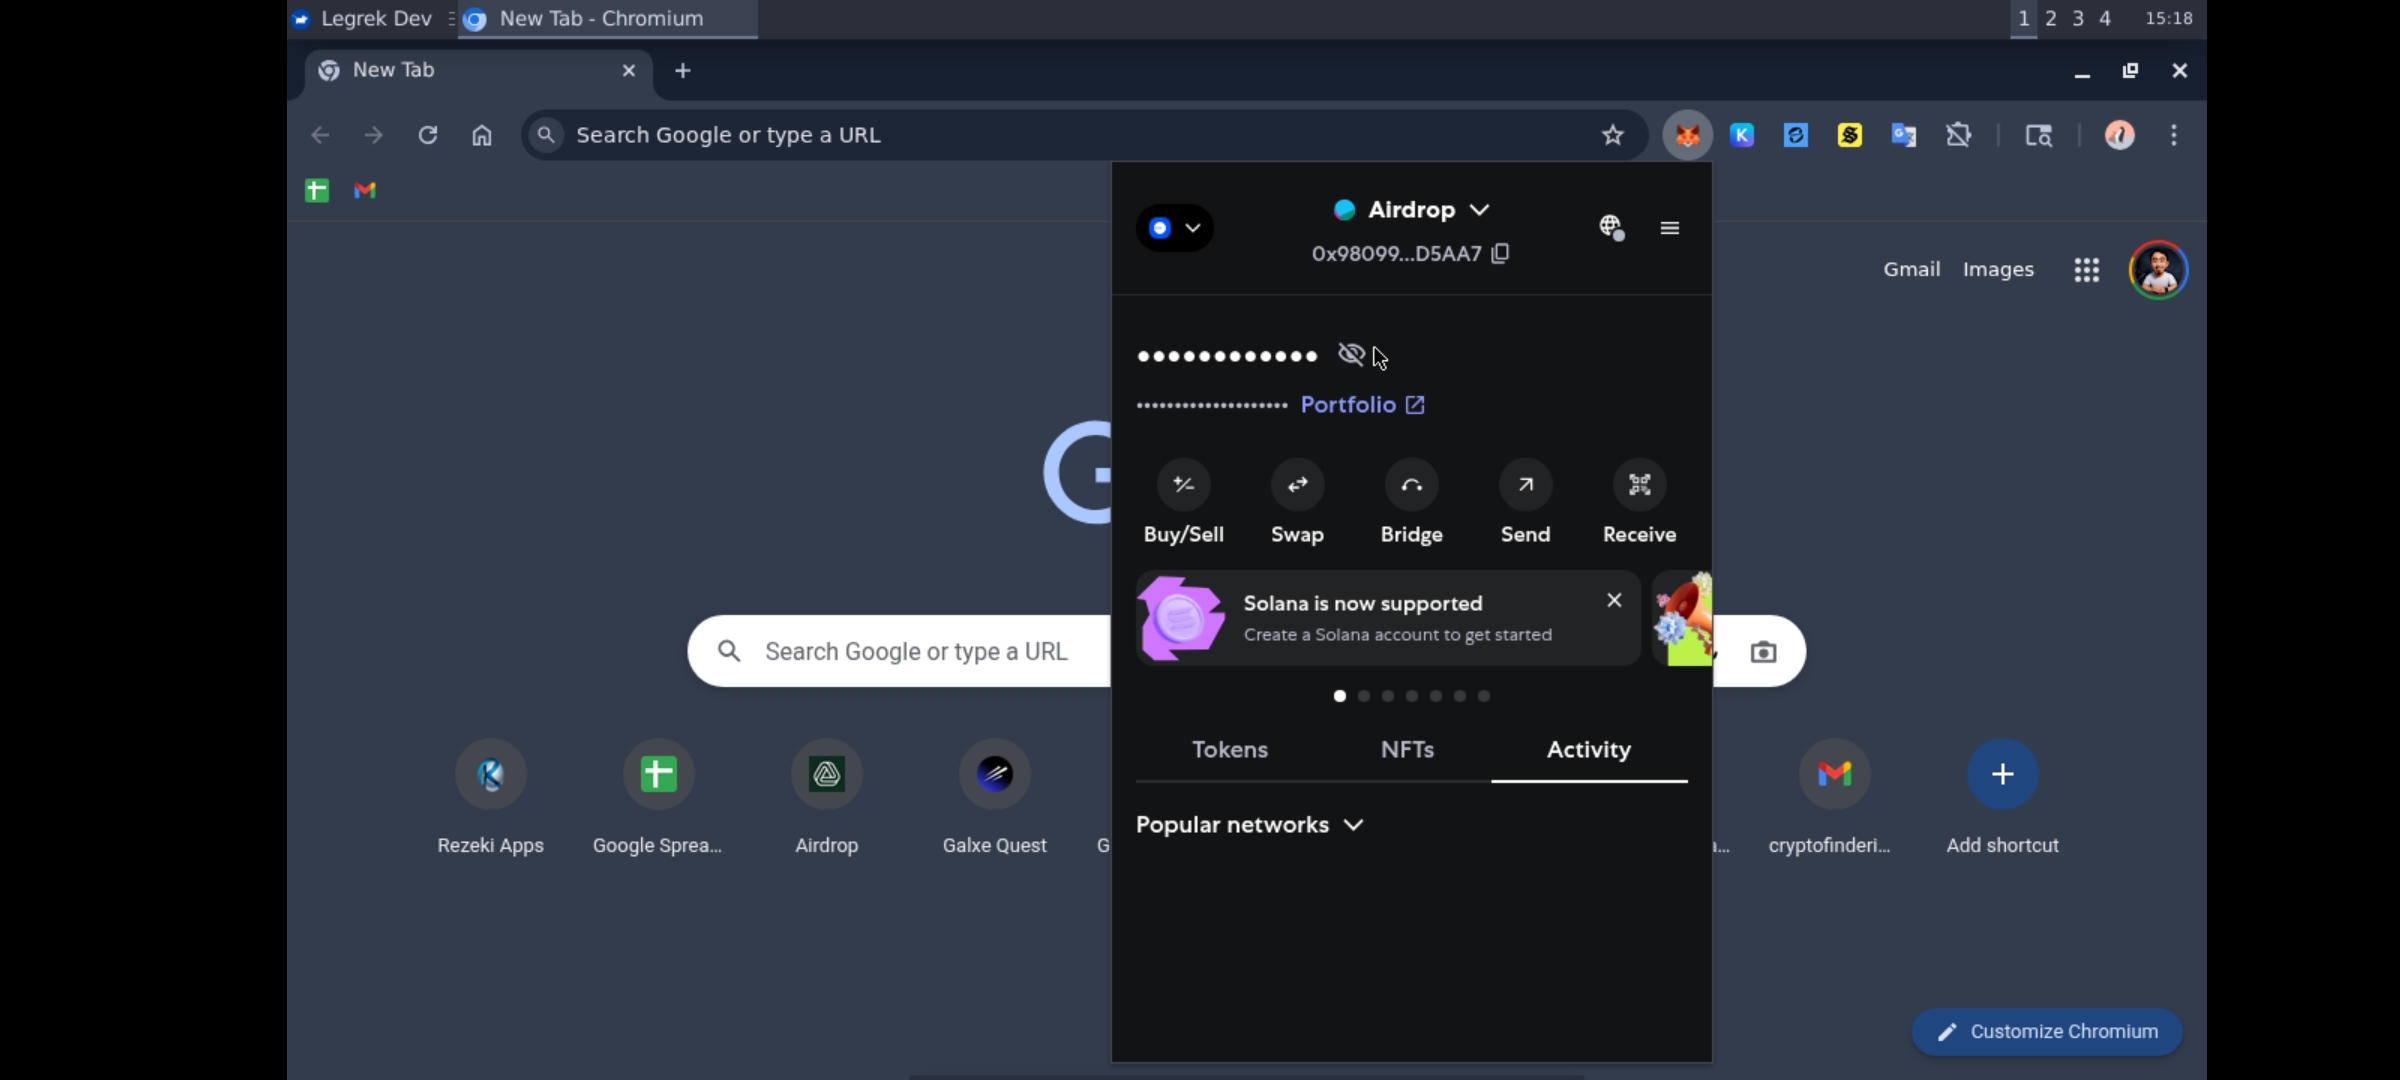 Legrek Dev
New Tab - Chromium
1 2 3 4
15:18
New Tab
Search Google or type a URL
Airdrop
0x98099...D5AA7
Gmail
Images
Portfolio
Buy/Sell
Swap
Bridge
Send
Receive
Solana is now supported
Create a Solana account to get started
Search Google or type a URL
Tokens
NFTs
Activity
Popular networks
Rezeki Apps
Google Sprea...
Airdrop
Galxe Quest
G
a...
cryptofinderi...
Add shortcut
Customize Chromium